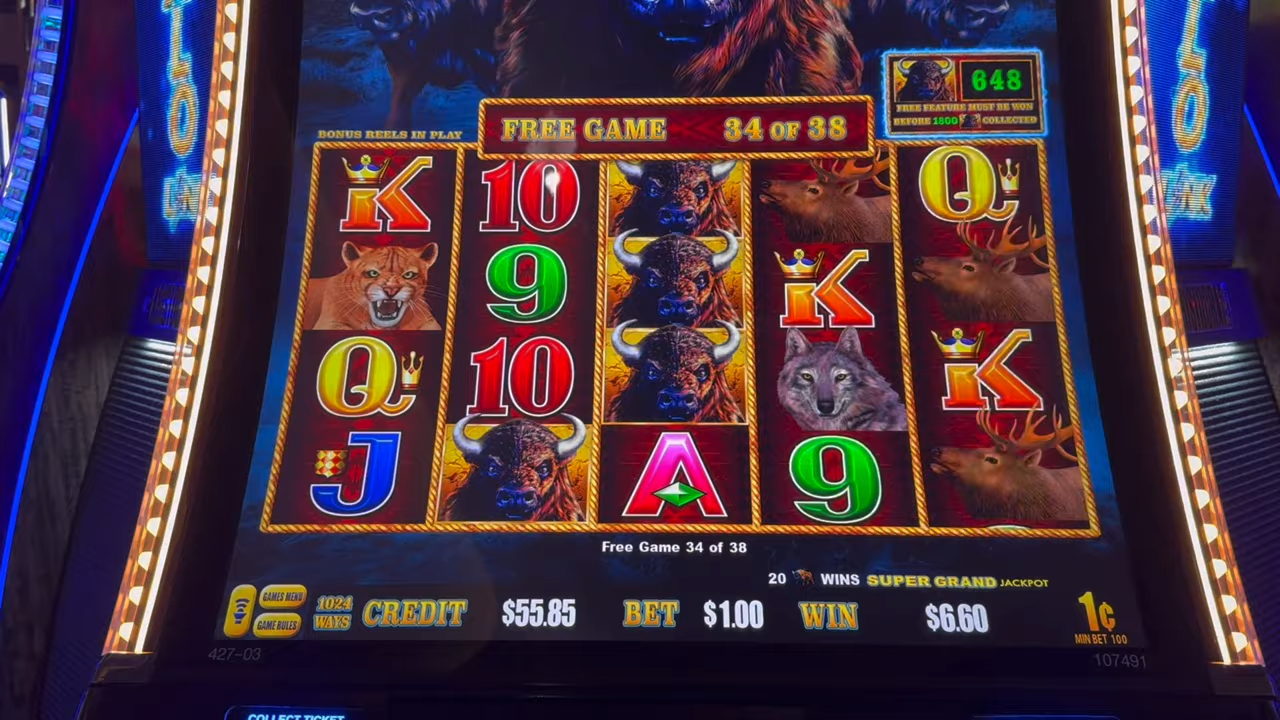 648
FREE FEATURE MUST BE WON
BEFORE 1800 COLLECTED
BONUS REELS IN PLAY
FREE GAME 34 OF 38
K 10 Q
9 K
Q 10 K
J A 9
Free Game 34 of 38
20 WINS SUPER GRAND JACKPOT
GAMES MENU
GAME RULES
1024 WAYS
CREDIT $55.85 BET $1.00 WIN $6.60
1¢
MIN BET 100
427-03
107491
COLLECT TICKET